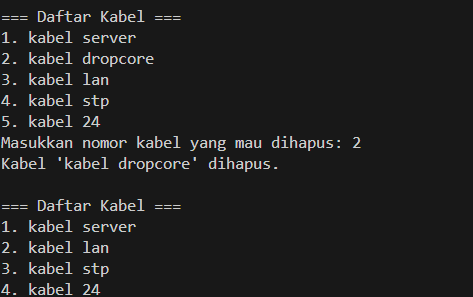 === Daftar Kabel ===
1. kabel server
2. kabel dropcore
3. kabel lan
4. kabel stp
5. kabel 24
Masukkan nomor kabel yang mau dihapus: 2
Kabel 'kabel dropcore' dihapus.

=== Daftar Kabel ===
1. kabel server
2. kabel lan
3. kabel stp
4. kabel 24